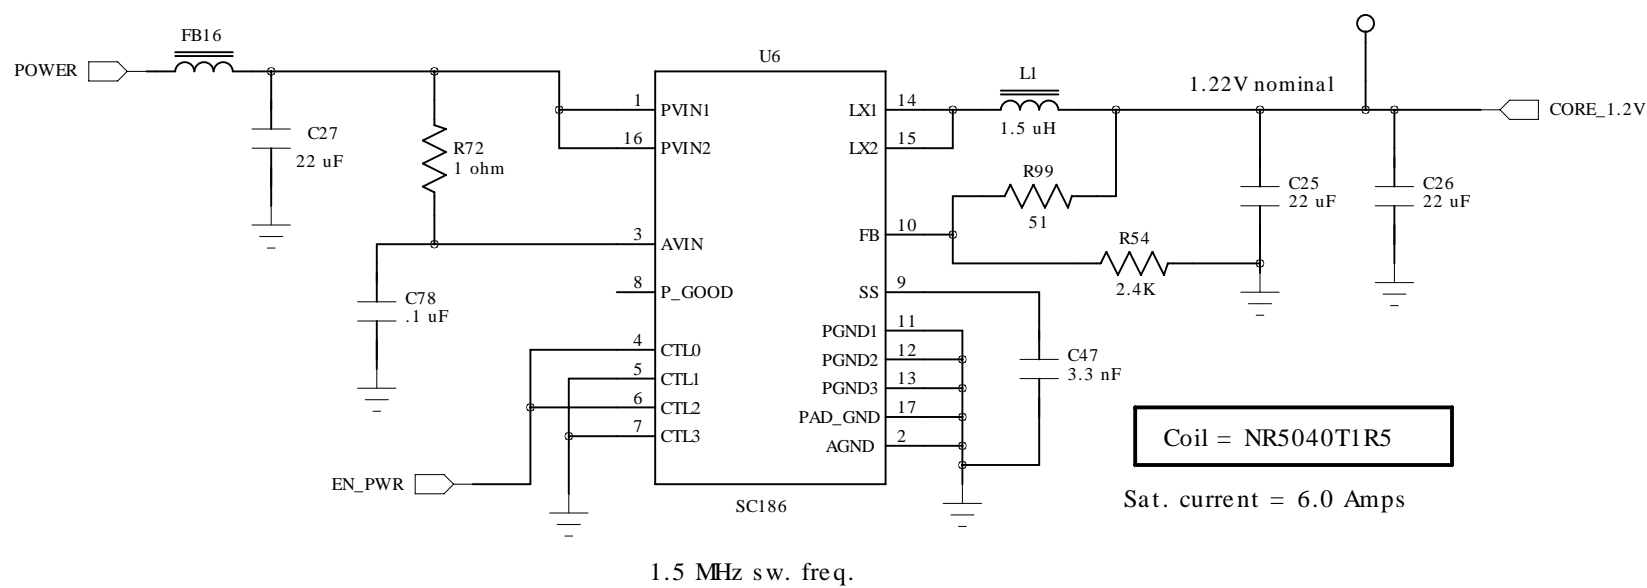 FB16
POWER
C27
22 uF
R72
1 ohm
C78
.1 uF
EN_PWR
U6
1 PVIN1
16 PVIN2
3 AVIN
8 P_GOOD
4 CTL0
5 CTL1
6 CTL2
7 CTL3
LX1 14
LX2 15
FB 10
SS 9
PGND1 11
PGND2 12
PGND3 13
PAD_GND 17
AGND 2
SC186
L1
1.5 uH
1.22V nominal
CORE_1.2V
R99
51
R54
2.4K
C25
22 uF
C26
22 uF
C47
3.3 nF
Coil = NR5040T1R5
Sat. current = 6.0 Amps
1.5 MHz sw. freq.